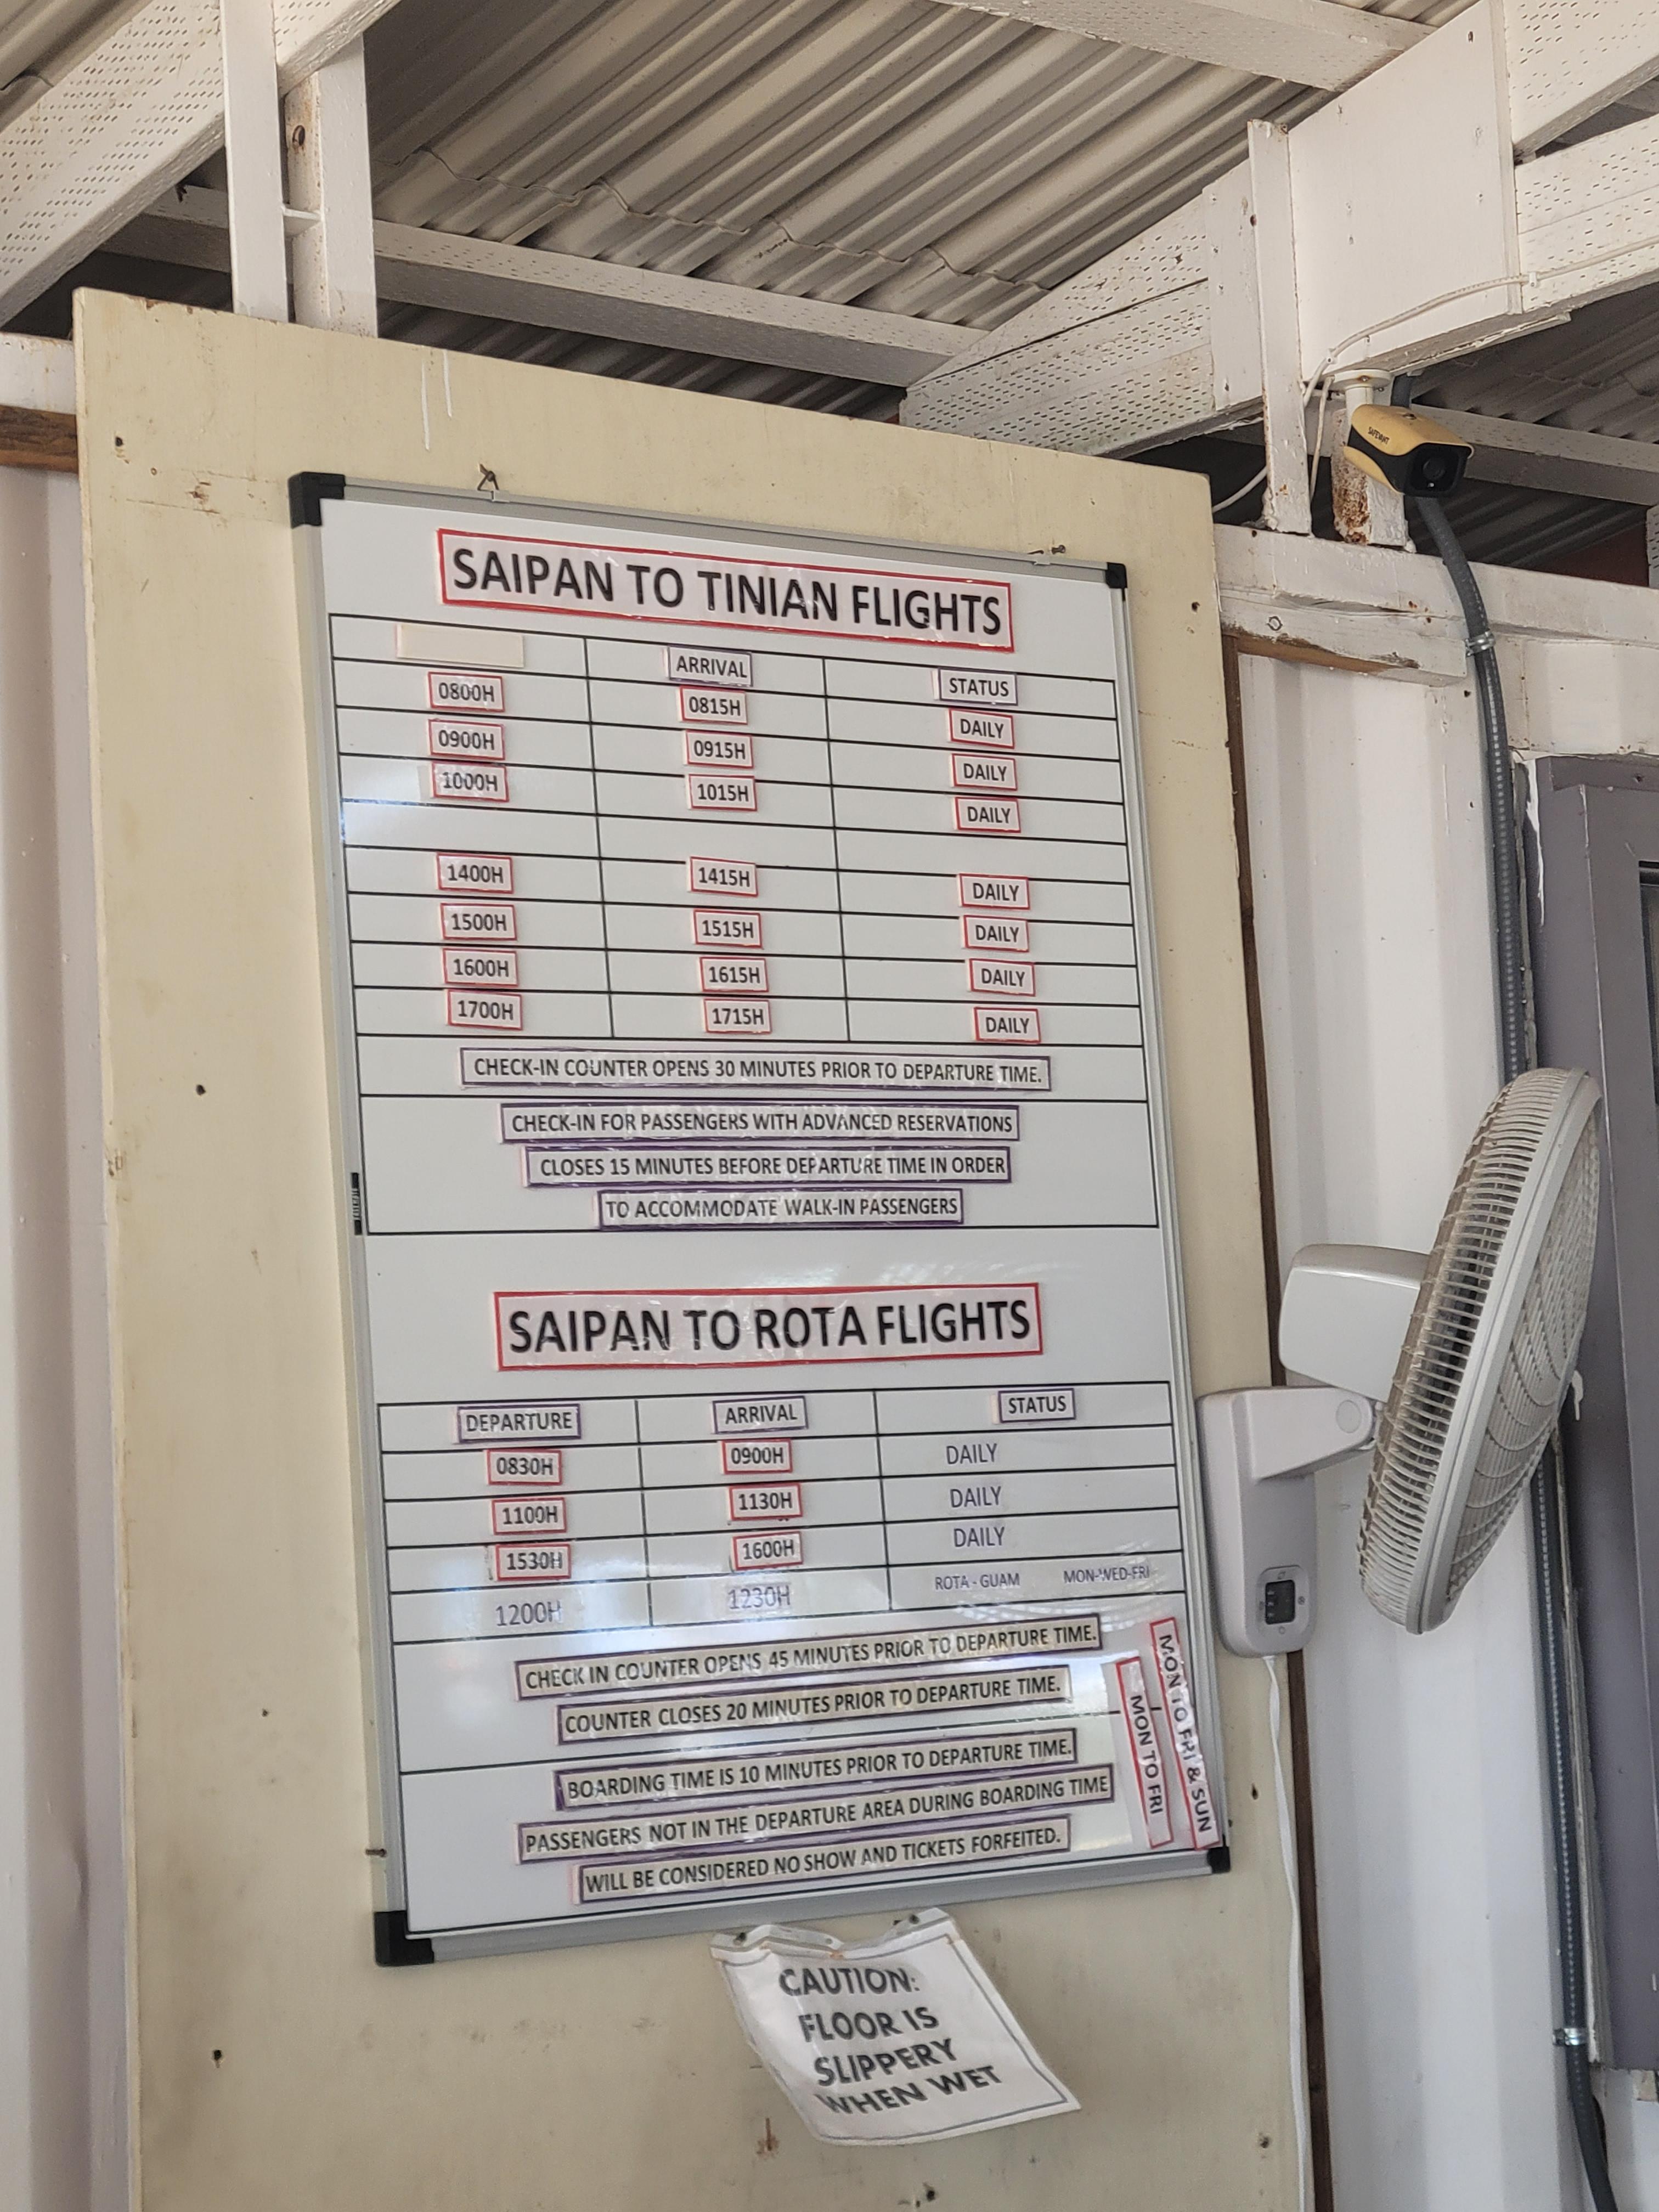 SAFEVANT
SAIPAN TO TINIAN FLIGHTS
ARRIVAL STATUS
0800H 0815H DAILY
0900H 0915H DAILY
1000H 1015H DAILY
1400H 1415H DAILY
1500H 1515H DAILY
1600H 1615H DAILY
1700H 1715H DAILY
CHECK-IN COUNTER OPENS 30 MINUTES PRIOR TO DEPARTURE TIME.
CHECK-IN FOR PASSENGERS WITH ADVANCED RESERVATIONS
CLOSES 15 MINUTES BEFORE DEPARTURE TIME IN ORDER
TO ACCOMMODATE WALK-IN PASSENGERS
SAIPAN TO ROTA FLIGHTS
DEPARTURE ARRIVAL STATUS
0830H 0900H DAILY
1100H 1130H DAILY
1530H 1600H DAILY
1200H 1230H ROTA - GUAM MON-WED-FRI
CHECK IN COUNTER OPENS 45 MINUTES PRIOR TO DEPARTURE TIME.
COUNTER CLOSES 20 MINUTES PRIOR TO DEPARTURE TIME.
BOARDING TIME IS 10 MINUTES PRIOR TO DEPARTURE TIME.
PASSENGERS NOT IN THE DEPARTURE AREA DURING BOARDING TIME
WILL BE CONSIDERED NO SHOW AND TICKETS FORFEITED.
MON TO FRI & SUN
MON TO FRI
CAUTION:
FLOOR IS
SLIPPERY
WHEN WET